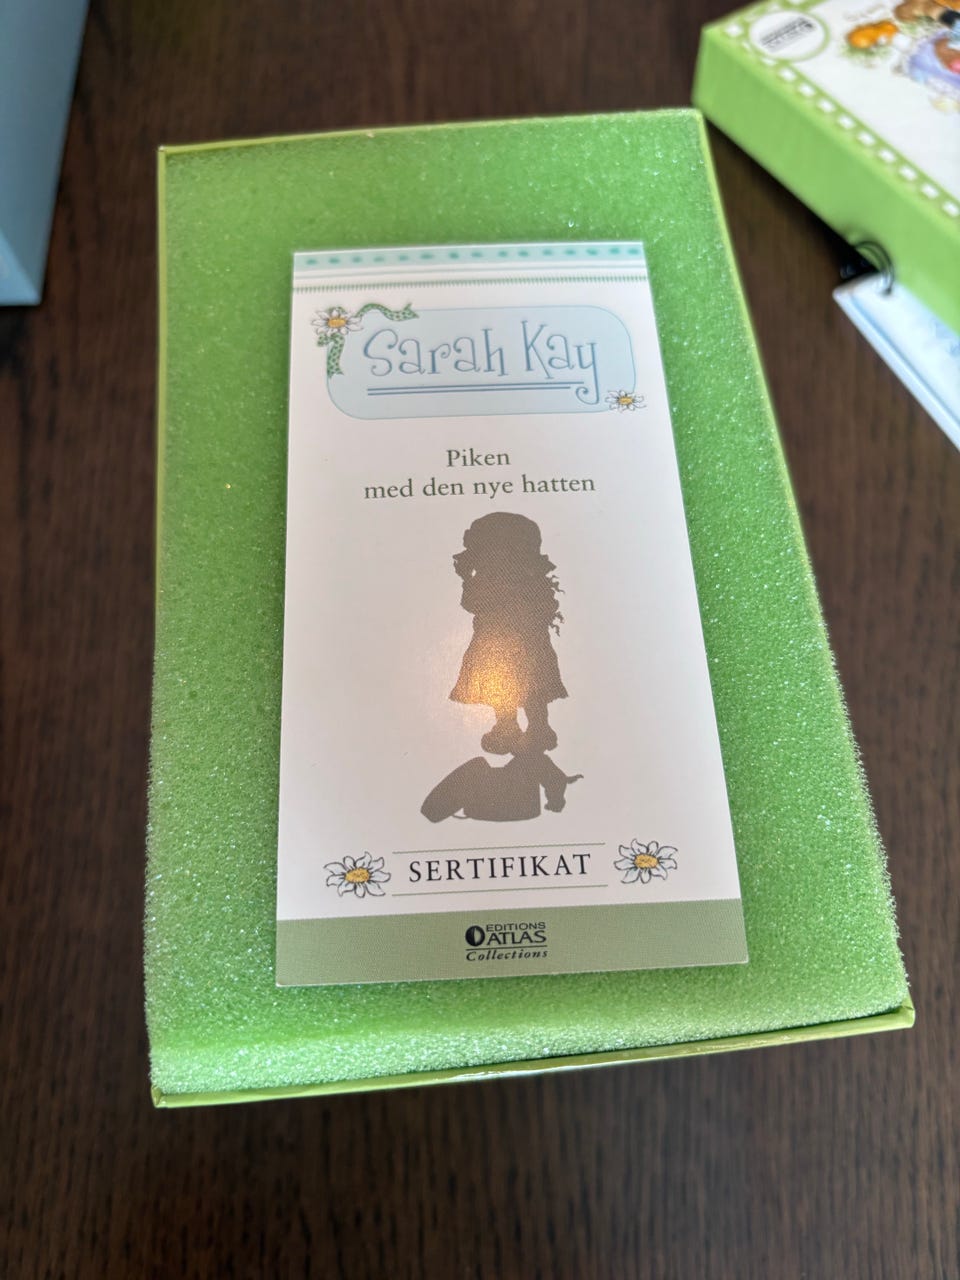 Sarah Kay
Piken
med den nye hatten
SERTIFIKAT
EDITIONS
ATLAS
Collections